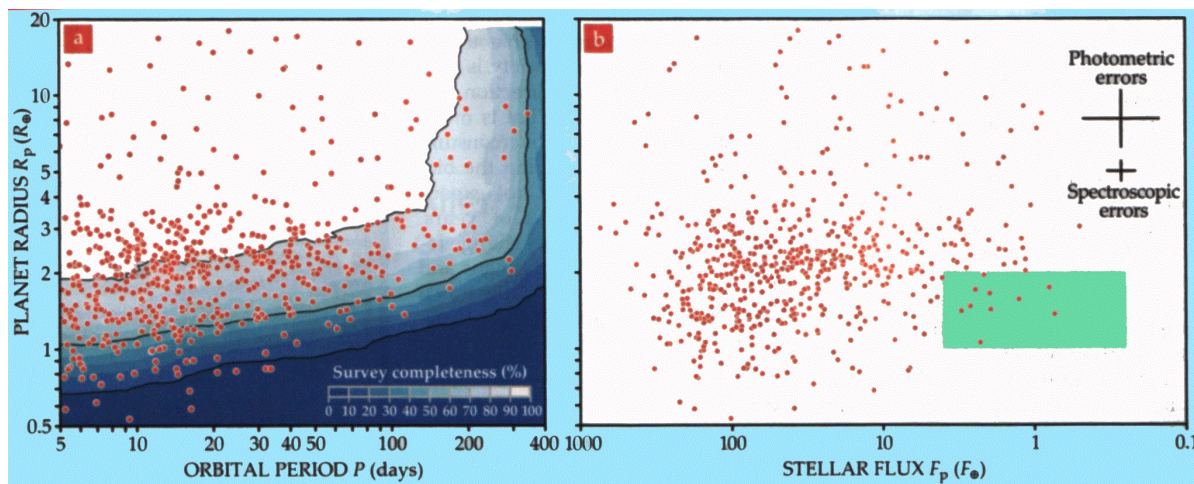 a
PLANET RADIUS Rp (R⊕)
20
10
5
4
3
2
1
0.5
Survey completeness (%)
0 10 20 30 40 50 60 70 80 90 100
5 10 20 30 40 50 100 200 400
ORBITAL PERIOD P (days)
b
Photometric
errors
Spectroscopic
errors
1000 100 10 1 0.1
STELLAR FLUX Fp (F⊕)